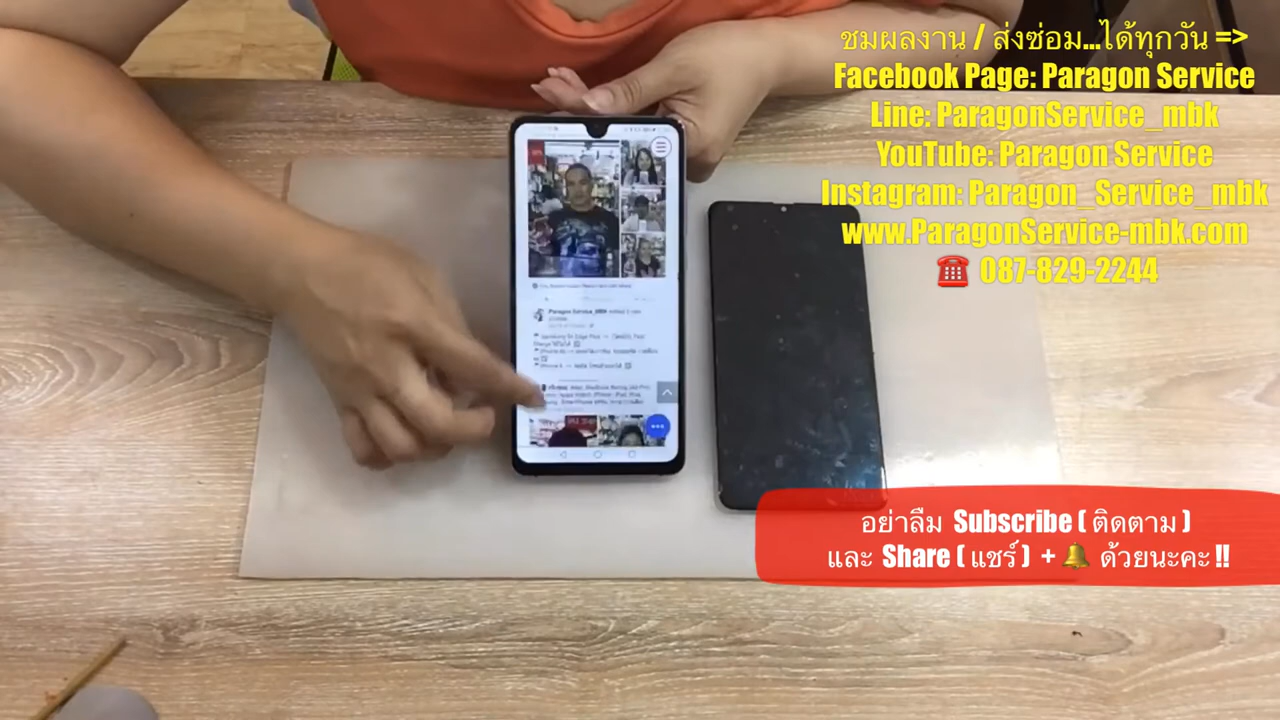 ชมผลงาน / ส่งซ่อม...ได้ทุกวัน =>
Facebook Page: Paragon Service
Line: ParagonService_mbk
YouTube: Paragon Service
Instagram: Paragon_Service_mbk
www.ParagonService-mbk.com
☎️ 087-829-2244
Paragon Service_MBK
อย่าลืม Subscribe ( ติดตาม )
และ Share ( แชร์ ) + 🔔 ด้วยนะคะ !!